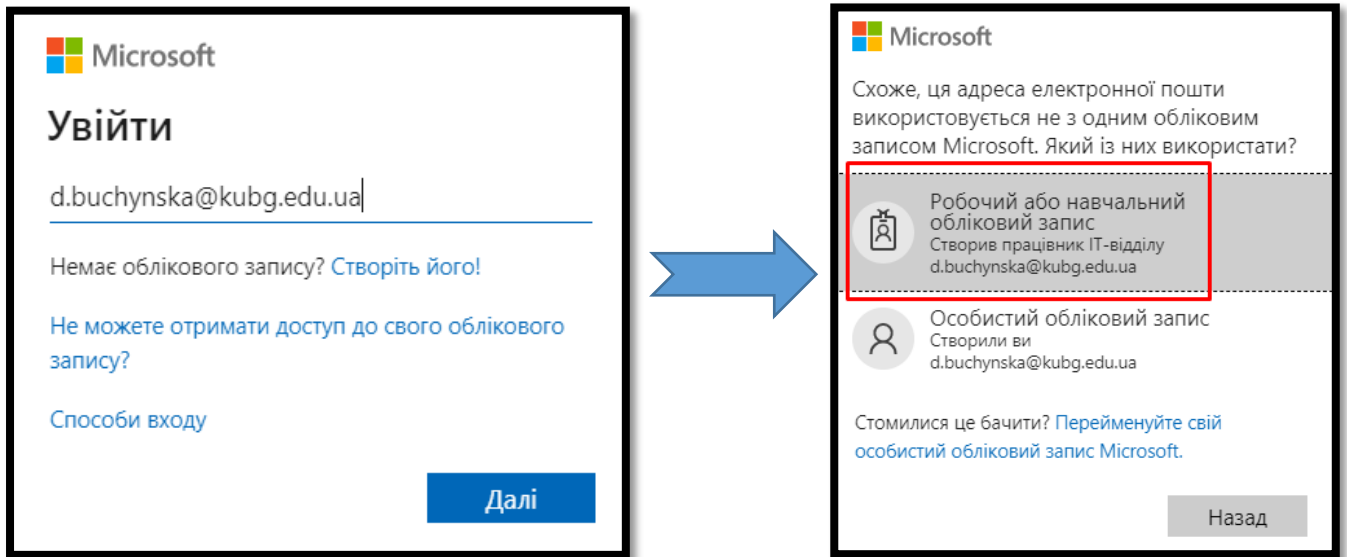 Microsoft
Увійти
d.buchynska@kubg.edu.ua
Немає облікового запису? Створіть його!
Не можете отримати доступ до свого облікового
запису?
Способи входу
Далі
Microsoft
Схоже, ця адреса електронної пошти
використовується не з одним обліковим
записом Microsoft. Який із них використати?
Робочий або навчальний
обліковий запис
Створив працівник ІТ-відділу
d.buchynska@kubg.edu.ua
Особистий обліковий запис
Створили ви
d.buchynska@kubg.edu.ua
Стомилися це бачити? Перейменуйте свій
особистий обліковий запис Microsoft.
Назад